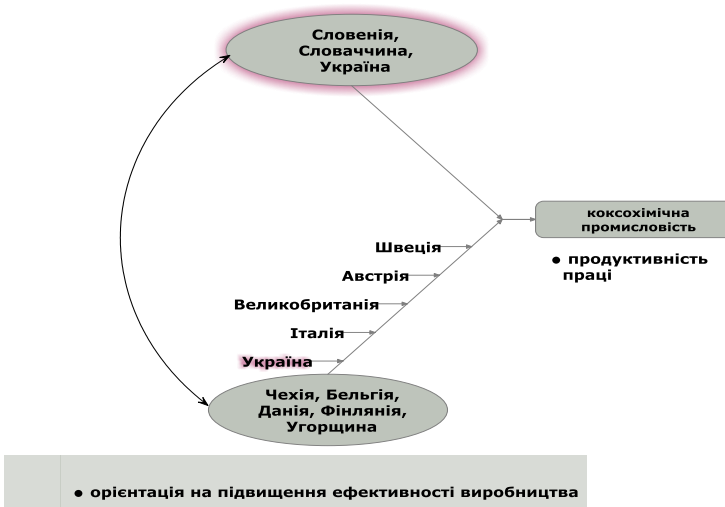 Словенія,
Словаччина,
Україна
коксохімічна
промисловість
● продуктивність
праці
Швеція
Австрія
Великобританія
Італія
Україна
Чехія, Бельгія,
Данія, Фінлянія,
Угорщина
● орієнтація на підвищення ефективності виробництва